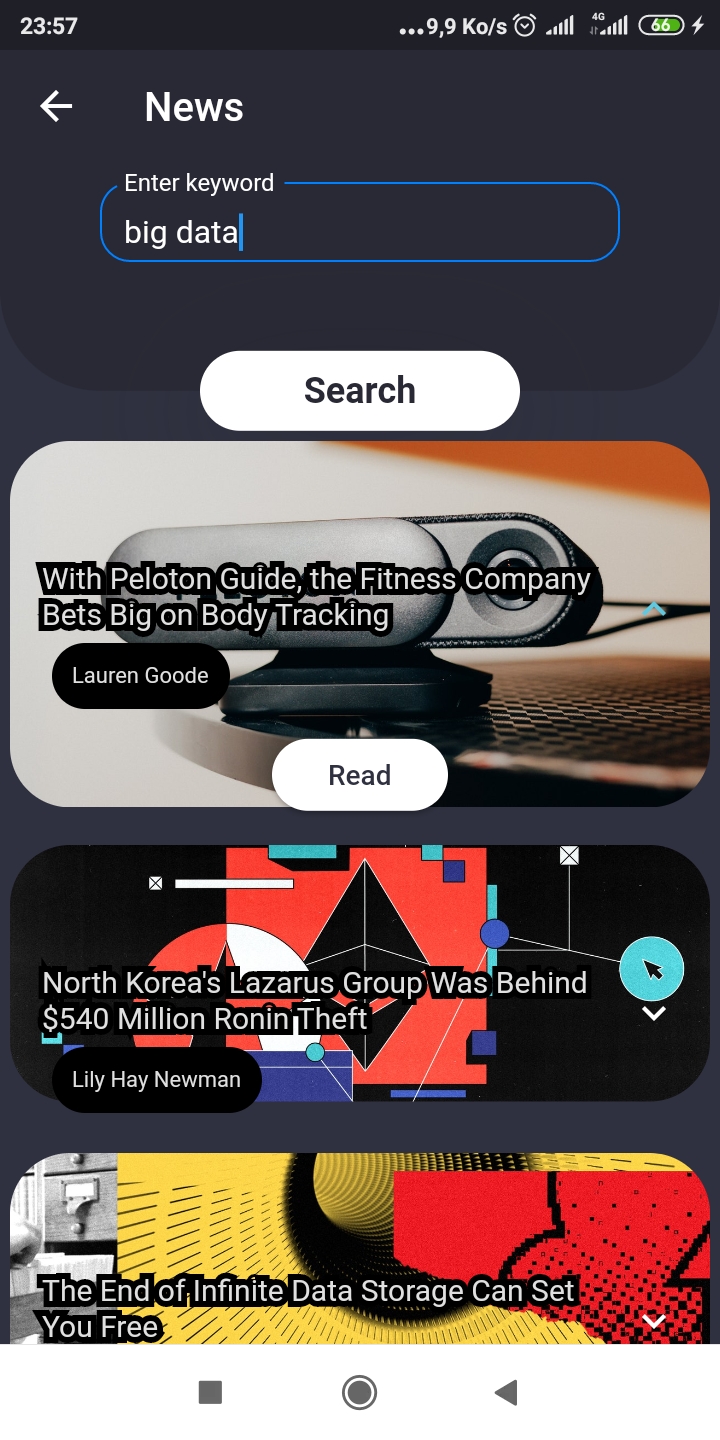 23:57
...9,9 Ko/s
4G
66
News
Enter keyword
big data
Search
With Peloton Guide, the Fitness Company
Bets Big on Body Tracking
Lauren Goode
Read
North Korea's Lazarus Group Was Behind
$540 Million Ronin Theft
Lily Hay Newman
The End of Infinite Data Storage Can Set
You Free